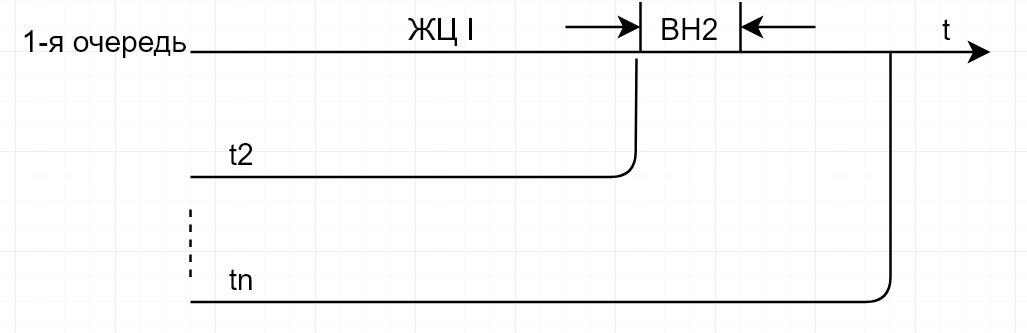 ЖЦ I
ВН2
t
1-я очередь
t2
tn